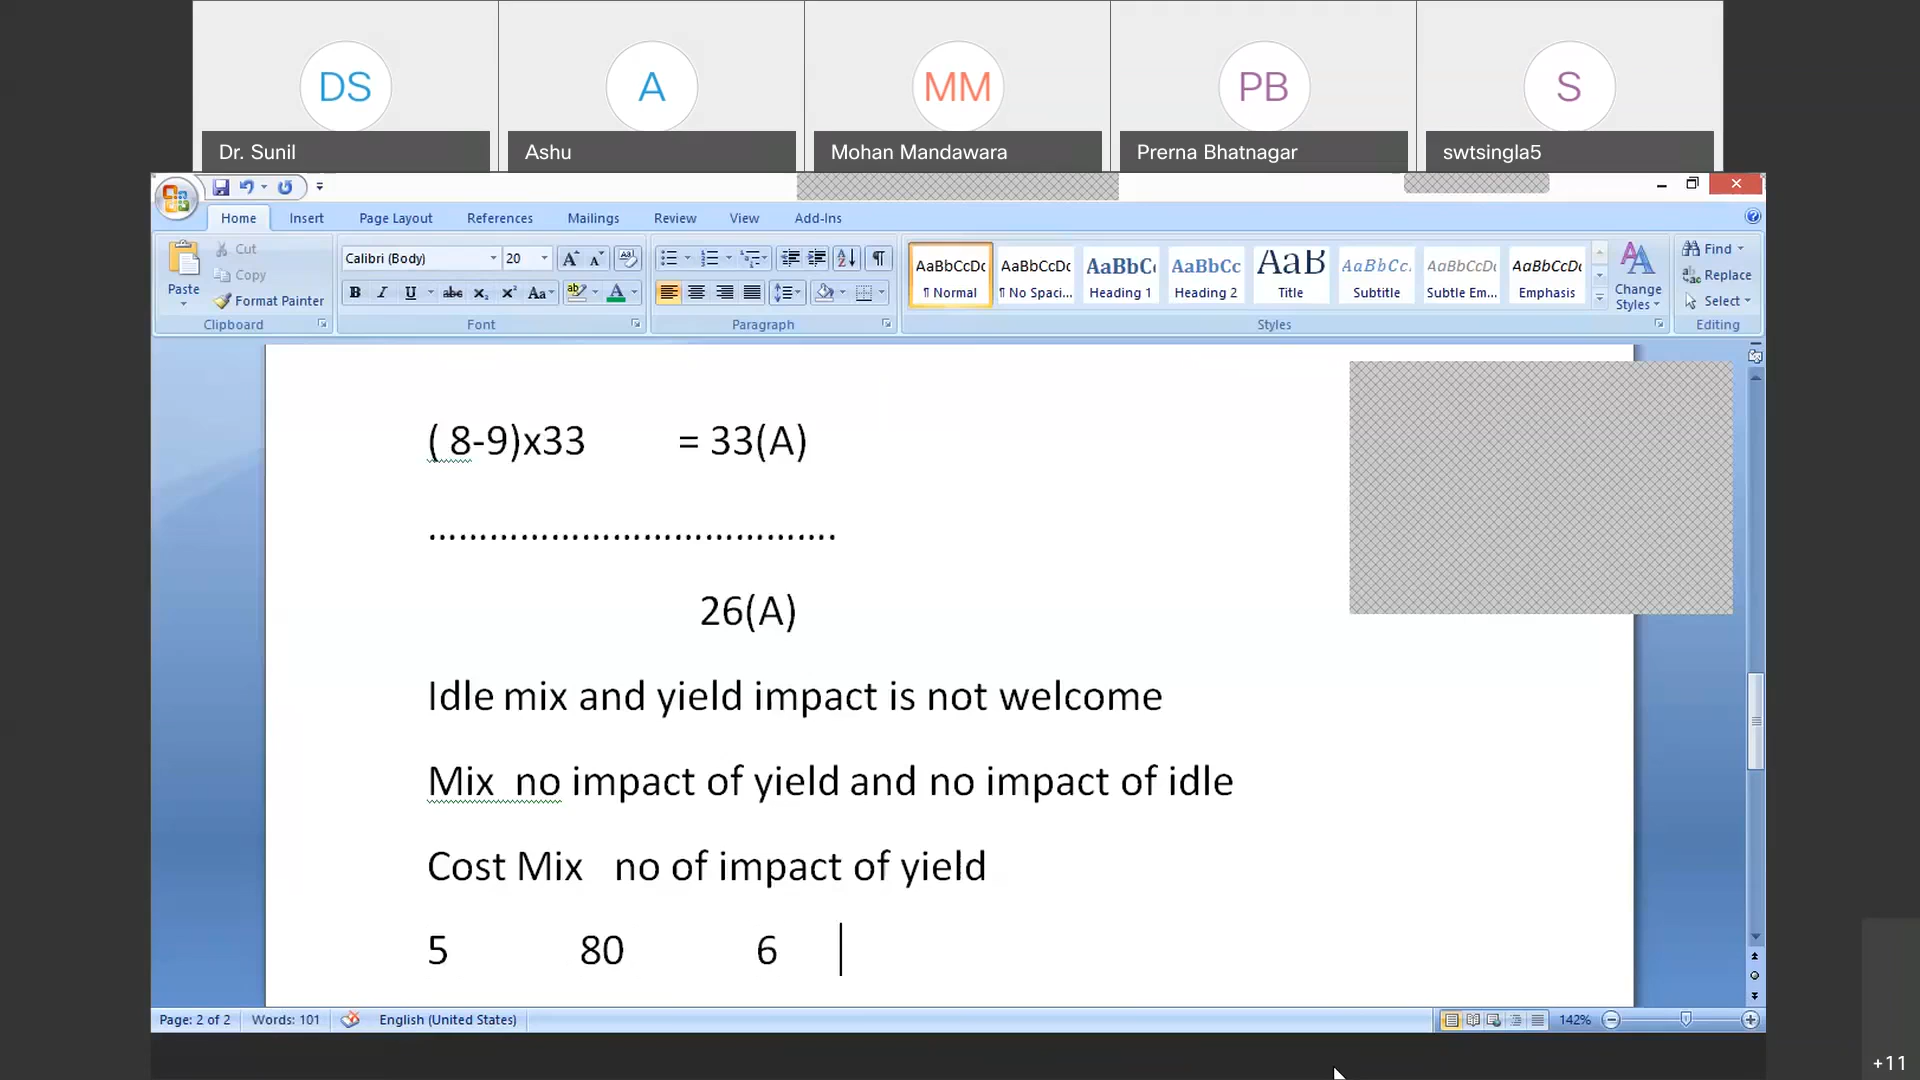 DS A MM PB S
Dr. Sunil Ashu Mohan Mandawara Prerna Bhatnagar swtsingla5
Home Insert Page Layout References Mailings Review View Add-Ins
Paste Cut Copy Format Painter
Clipboard
Calibri (Body) 20
Font
Paragraph
AaBbCcDc AaBbCcDc AaBbC AaBbCc AaB AaBbCc. AaBbCcDc AaBbCcDc
¶ Normal ¶ No Spaci... Heading 1 Heading 2 Title Subtitle Subtle Em... Emphasis
Change Styles
Styles
Find
Replace
Select
Editing
( 8-9)x33 = 33(A)
........................................
26(A)
Idle mix and yield impact is not welcome
Mix no impact of yield and no impact of idle
Cost Mix no of impact of yield
5 80 6
Page: 2 of 2 Words: 101 English (United States) 142%
+11